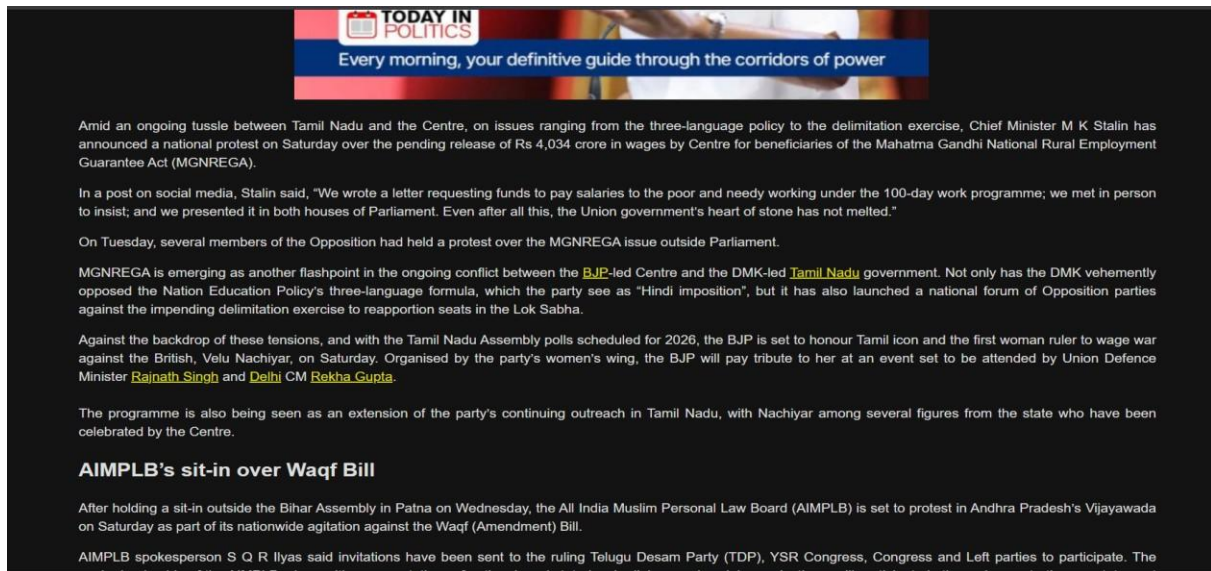 TODAY IN
POLITICS
Every morning, your definitive guide through the corridors of power
Amid an ongoing tussle between Tamil Nadu and the Centre, on issues ranging from the three-language policy to the delimitation exercise, Chief Minister M K Stalin has
announced a national protest on Saturday over the pending release of Rs 4,034 crore in wages by Centre for beneficiaries of the Mahatma Gandhi National Rural Employment
Guarantee Act (MGNREGA).
In a post on social media, Stalin said, “We wrote a letter requesting funds to pay salaries to the poor and needy working under the 100-day work programme; we met in person
to insist; and we presented it in both houses of Parliament. Even after all this, the Union government's heart of stone has not melted.”
On Tuesday, several members of the Opposition had held a protest over the MGNREGA issue outside Parliament.
MGNREGA is emerging as another flashpoint in the ongoing conflict between the BJP-led Centre and the DMK-led Tamil Nadu government. Not only has the DMK vehemently
opposed the Nation Education Policy's three-language formula, which the party see as “Hindi imposition”, but it has also launched a national forum of Opposition parties
against the impending delimitation exercise to reapportion seats in the Lok Sabha.
Against the backdrop of these tensions, and with the Tamil Nadu Assembly polls scheduled for 2026, the BJP is set to honour Tamil icon and the first woman ruler to wage war
against the British, Velu Nachiyar, on Saturday. Organised by the party's women's wing, the BJP will pay tribute to her at an event set to be attended by Union Defence
Minister Rajnath Singh and Delhi CM Rekha Gupta.
The programme is also being seen as an extension of the party's continuing outreach in Tamil Nadu, with Nachiyar among several figures from the state who have been
celebrated by the Centre.
AIMPLB’s sit-in over Waqf Bill
After holding a sit-in outside the Bihar Assembly in Patna on Wednesday, the All India Muslim Personal Law Board (AIMPLB) is set to protest in Andhra Pradesh's Vijayawada
on Saturday as part of its nationwide agitation against the Waqf (Amendment) Bill.
AIMPLB spokesperson S Q R Ilyas said invitations have been sent to the ruling Telugu Desam Party (TDP), YSR Congress, Congress and Left parties to participate. The